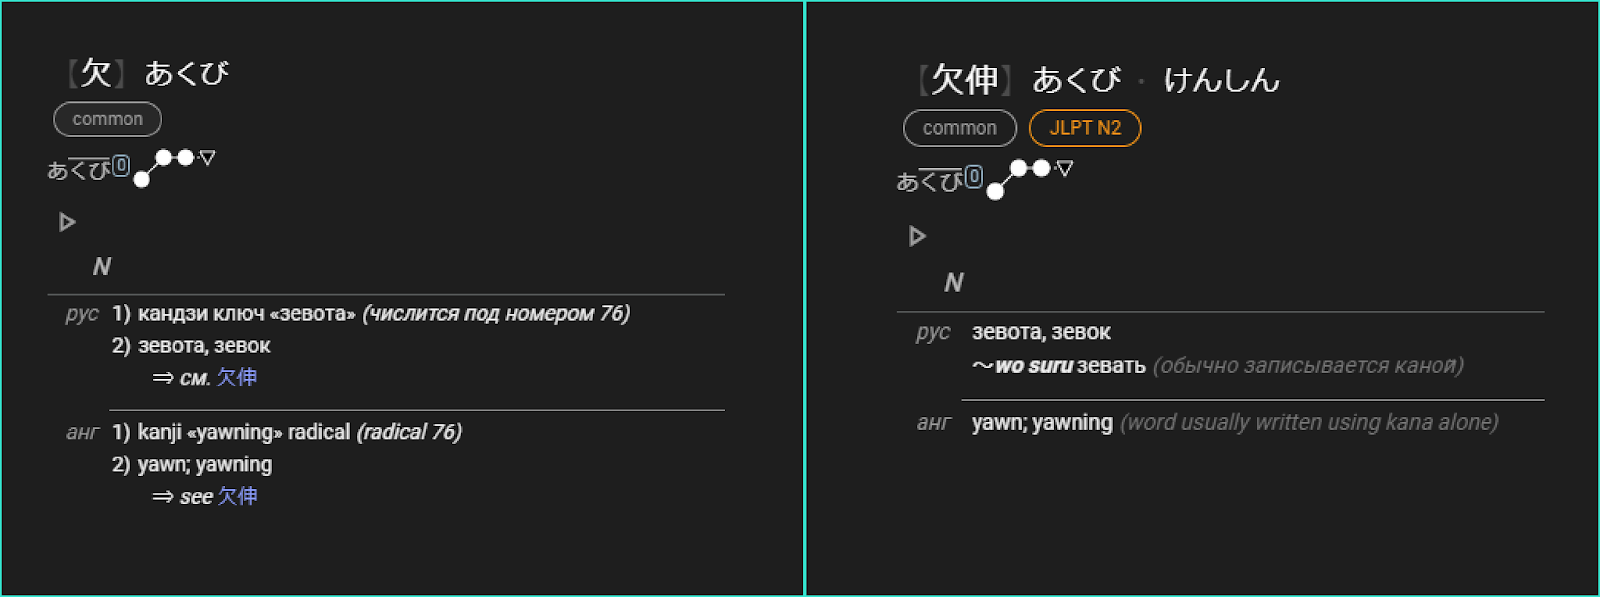 【欠】あくび
common
あくび0
N
рус 1) кандзи ключ «зевота» (числится под номером 76)
2) зевота, зевок
⇒ см. 欠伸
анг 1) kanji «yawning» radical (radical 76)
2) yawn; yawning
⇒ see 欠伸
【欠伸】あくび · けんしん
common JLPT N2
あくび0
N
рус зевота, зевок
～wo suru зевать (обычно записывается каной)
анг yawn; yawning (word usually written using kana alone)